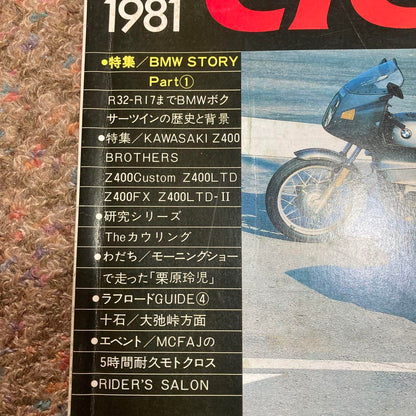 1981
●特集/BMW STORY
Part①
R32-R17までBMWボク
サーツインの歴史と背景
●特集/KAWASAKI Z400
BROTHERS
Z400Custom Z400LTD
Z400FX Z400LTD-II
●研究シリーズ
Theカウリング
●わだち/モーニングショー
で走った「栗原玲児」
●ラフロードGUIDE④
十石/大弛峠方面
●エベント/MCFAJの
5時間耐久モトクロス
●RIDER'S SALON